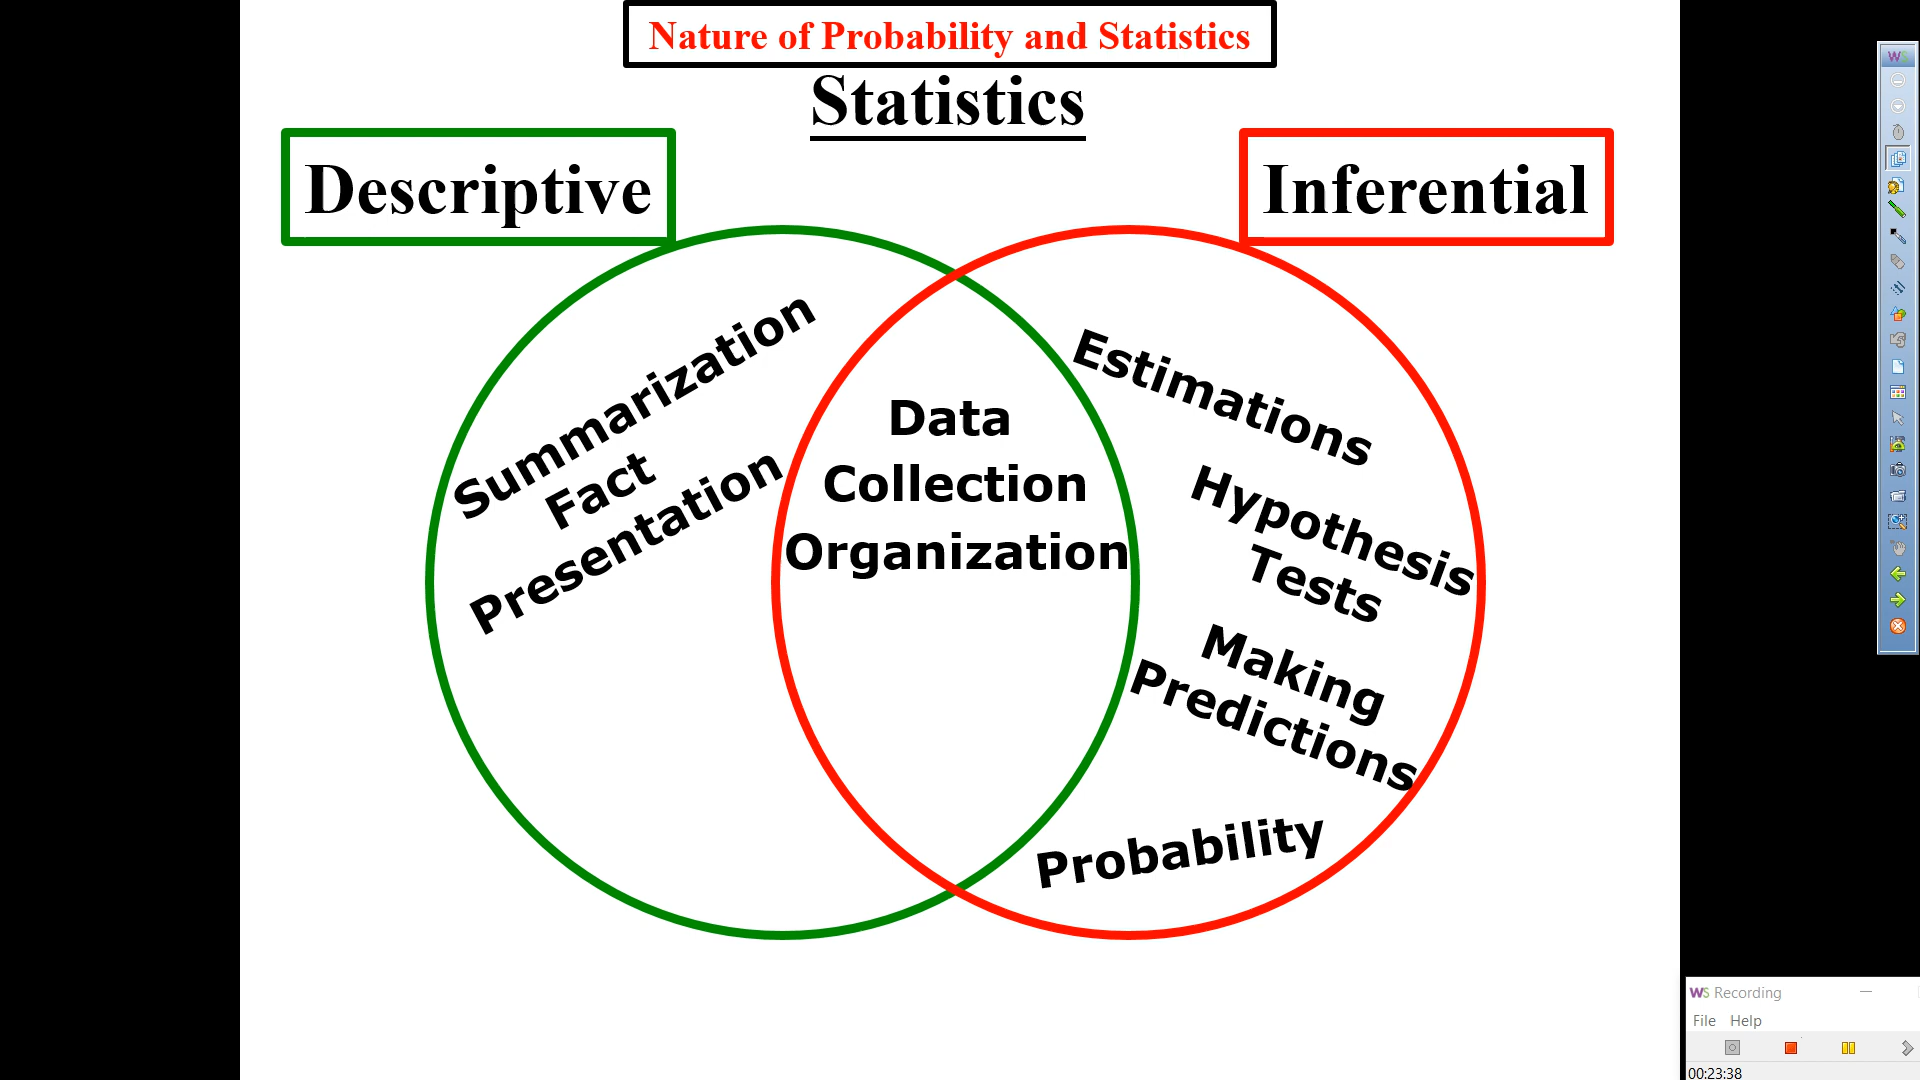 Nature of Probability and Statistics
Statistics
Descriptive
Inferential
Summarization
Fact
Presentation
Data
Collection
Organization
Estimations
Hypothesis
Tests
Making
Predictions
Probability
WS
WS Recording
File Help
00:23:38